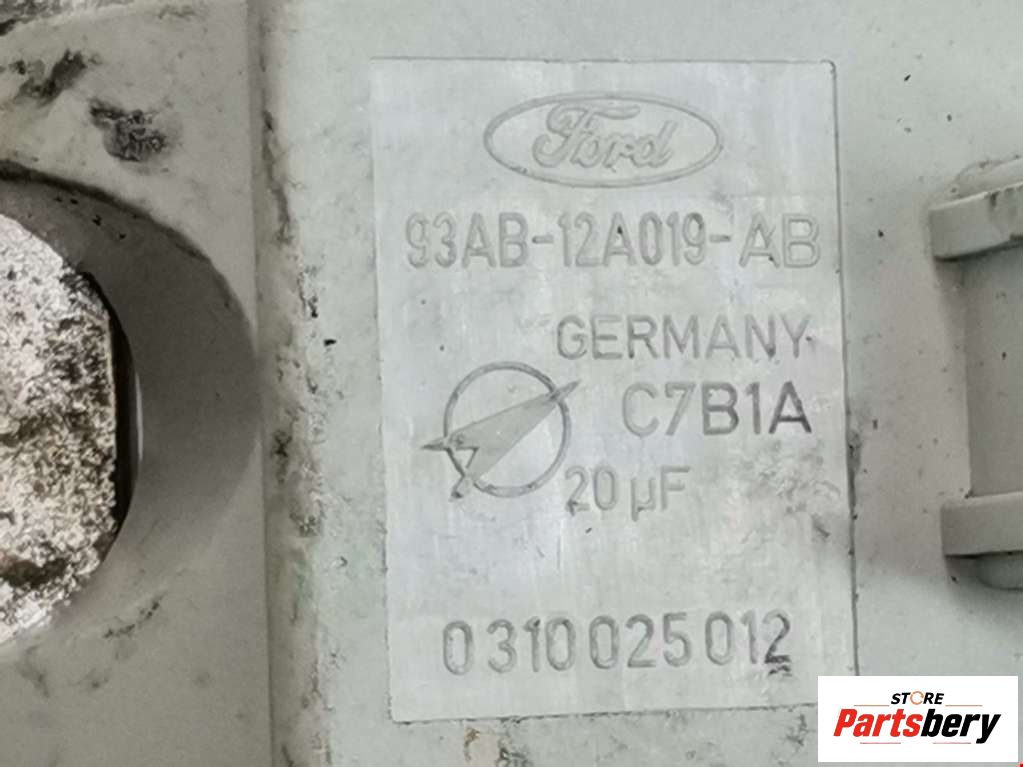 Ford
93AB-12A019-AB
GERMANY
C7B1A
20 µF
0310025012
STORE
Partsbery